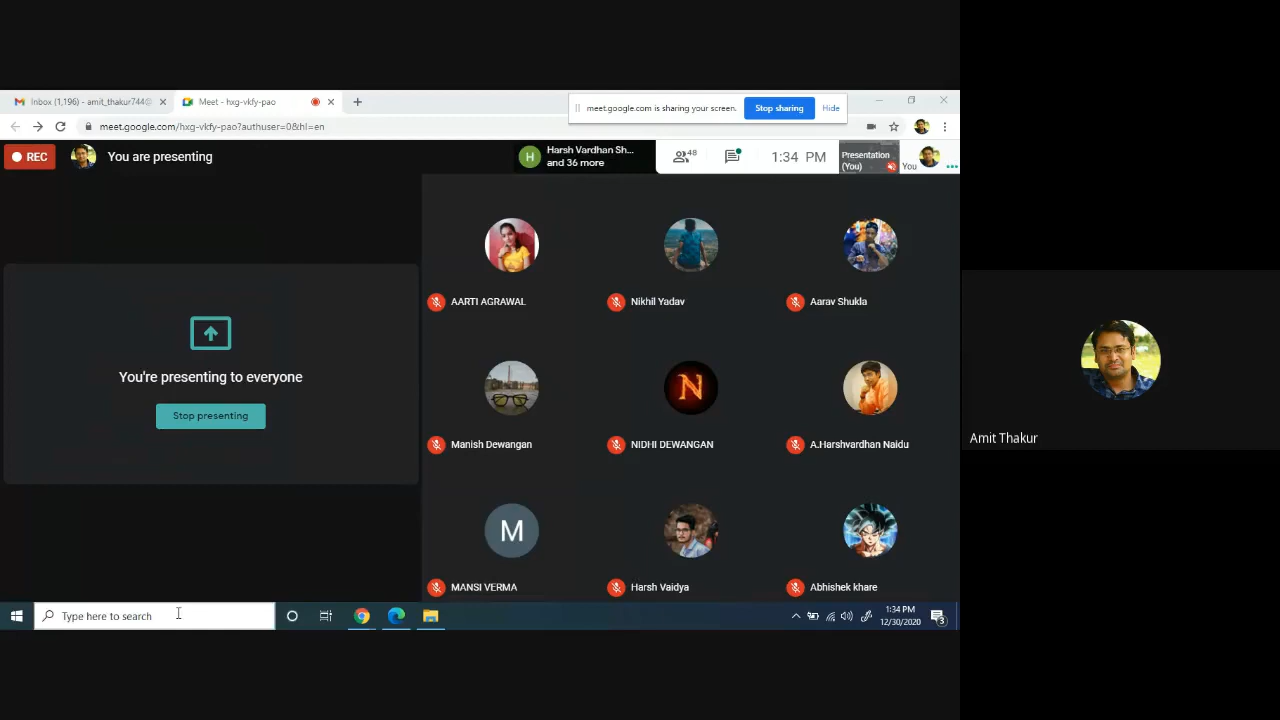 Inbox (1,196) - amit_thakur744@
Meet - hxg-vkfy-pao
meet.google.com is sharing your screen.
Stop sharing
Hide
meet.google.com/hxg-vkfy-pao?authuser=0&hl=en
REC
You are presenting
H
Harsh Vardhan Sh...
and 36 more
48
1:34 PM
Presentation
(You)
You
AARTI AGRAWAL
Nikhil Yadav
Aarav Shukla
You're presenting to everyone
Stop presenting
N
Manish Dewangan
NIDHI DEWANGAN
A.Harshvardhan Naidu
Amit Thakur
M
MANSI VERMA
Harsh Vaidya
Abhishek khare
Type here to search
1:34 PM
12/30/2020
3